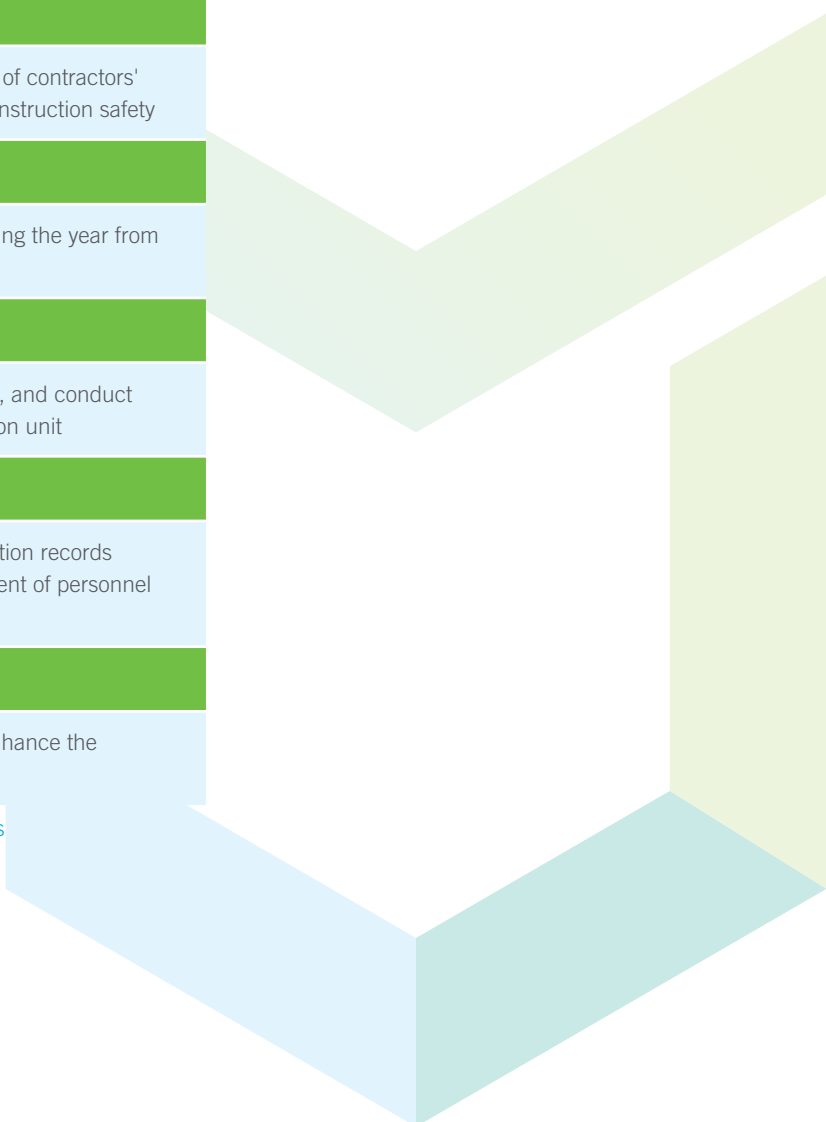 of contractors'
nstruction safety
ng the year from
, and conduct
on unit
tion records
ent of personnel
hance the
s